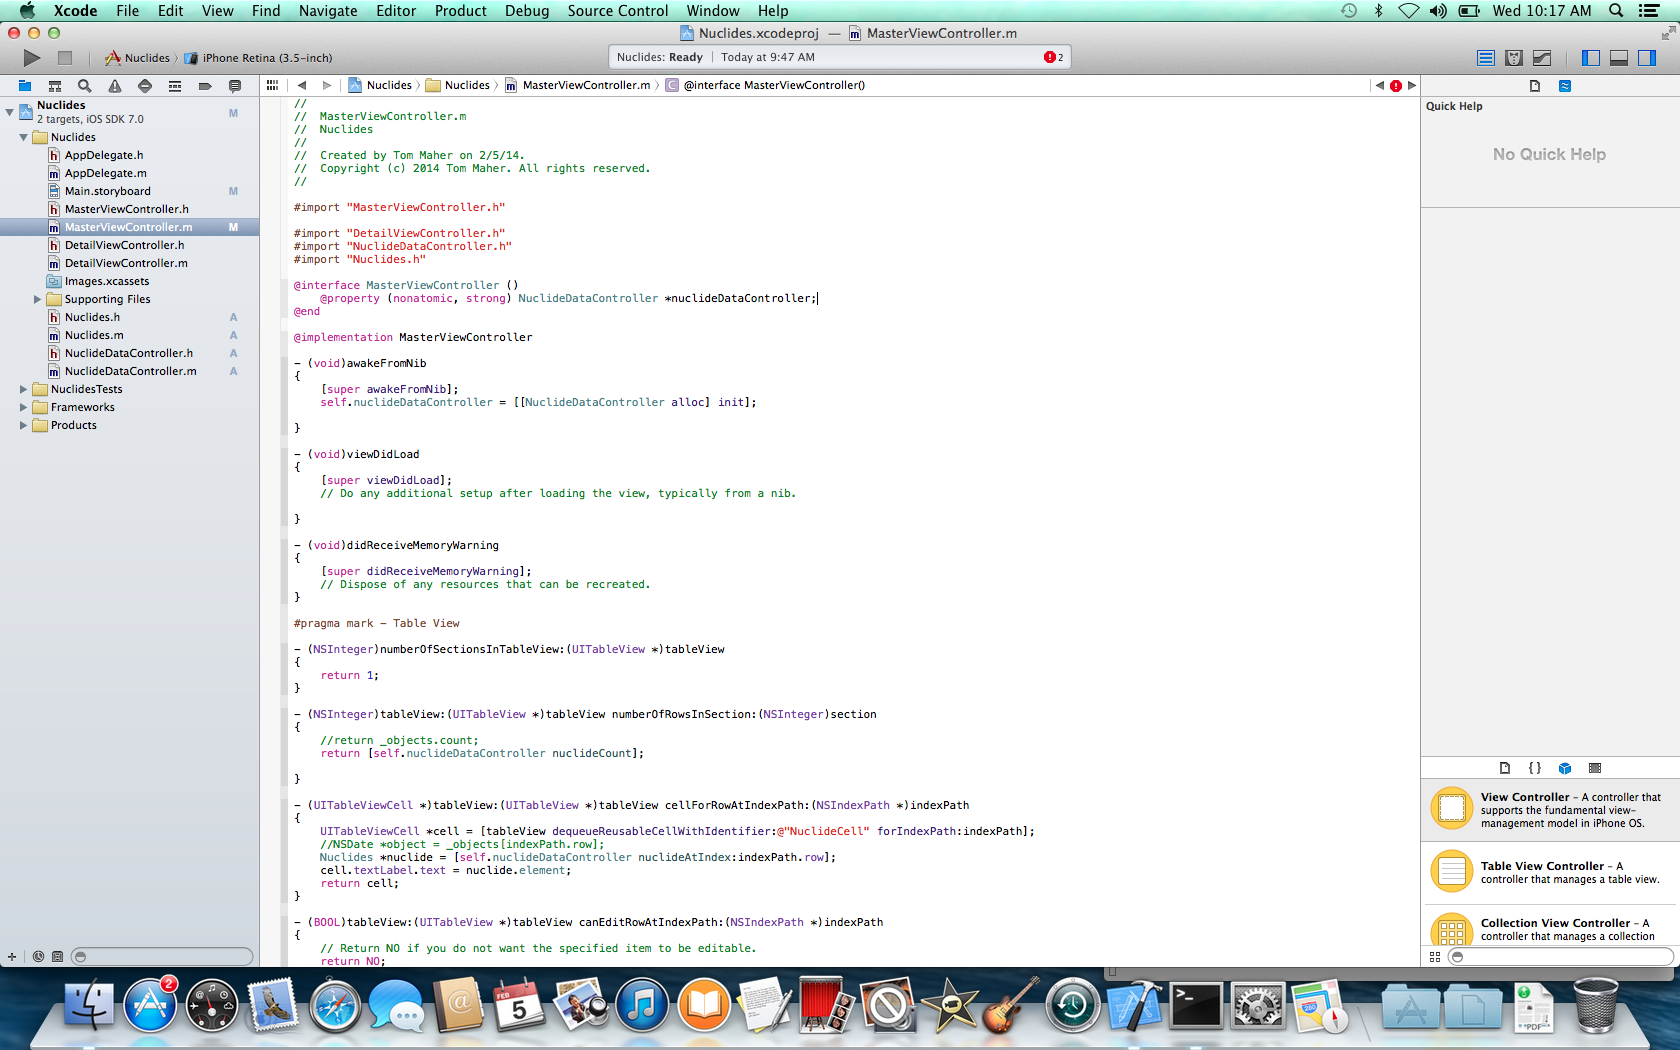 Xcode File Edit View Find Navigate Editor Product Debug Source Control Window Help Wed 10:17 AM
Nuclides.xcodeproj — MasterViewController.m
Nuclides iPhone Retina (3.5-inch) Nuclides: Ready Today at 9:47 AM 2
Nuclides Nuclides MasterViewController.m @interface MasterViewController()
Nuclides M
2 targets, iOS SDK 7.0
Nuclides
AppDelegate.h
AppDelegate.m
Main.storyboard M
MasterViewController.h
MasterViewController.m M
DetailViewController.h
DetailViewController.m
Images.xcassets
Supporting Files
Nuclides.h A
Nuclides.m A
NuclideDataController.h A
NuclideDataController.m A
NuclidesTests
Frameworks
Products
//
// MasterViewController.m
// Nuclides
//
// Created by Tom Maher on 2/5/14.
// Copyright (c) 2014 Tom Maher. All rights reserved.
//
#import "MasterViewController.h"
#import "DetailViewController.h"
#import "NuclideDataController.h"
#import "Nuclides.h"
@interface MasterViewController ()
@property (nonatomic, strong) NuclideDataController *nuclideDataController;
@end
@implementation MasterViewController
- (void)awakeFromNib
{
[super awakeFromNib];
self.nuclideDataController = [[NuclideDataController alloc] init];
}
- (void)viewDidLoad
{
[super viewDidLoad];
// Do any additional setup after loading the view, typically from a nib.
}
- (void)didReceiveMemoryWarning
{
[super didReceiveMemoryWarning];
// Dispose of any resources that can be recreated.
}
#pragma mark - Table View
- (NSInteger)numberOfSectionsInTableView:(UITableView *)tableView
{
return 1;
}
- (NSInteger)tableView:(UITableView *)tableView numberOfRowsInSection:(NSInteger)section
{
//return _objects.count;
return [self.nuclideDataController nuclideCount];
}
- (UITableViewCell *)tableView:(UITableView *)tableView cellForRowAtIndexPath:(NSIndexPath *)indexPath
{
UITableViewCell *cell = [tableView dequeueReusableCellWithIdentifier:@"NuclideCell" forIndexPath:indexPath];
//NSDate *object = _objects[indexPath.row];
Nuclides *nuclide = [self.nuclideDataController nuclideAtIndex:indexPath.row];
cell.textLabel.text = nuclide.element;
return cell;
}
- (BOOL)tableView:(UITableView *)tableView canEditRowAtIndexPath:(NSIndexPath *)indexPath
{
// Return NO if you do not want the specified item to be editable.
return NO;
Quick Help
No Quick Help
{ }
View Controller - A controller that
supports the fundamental view-
management model in iPhone OS.
Table View Controller - A
controller that manages a table view.
Collection View Controller - A
controller that manages a collection
2
FEB
5
PDF